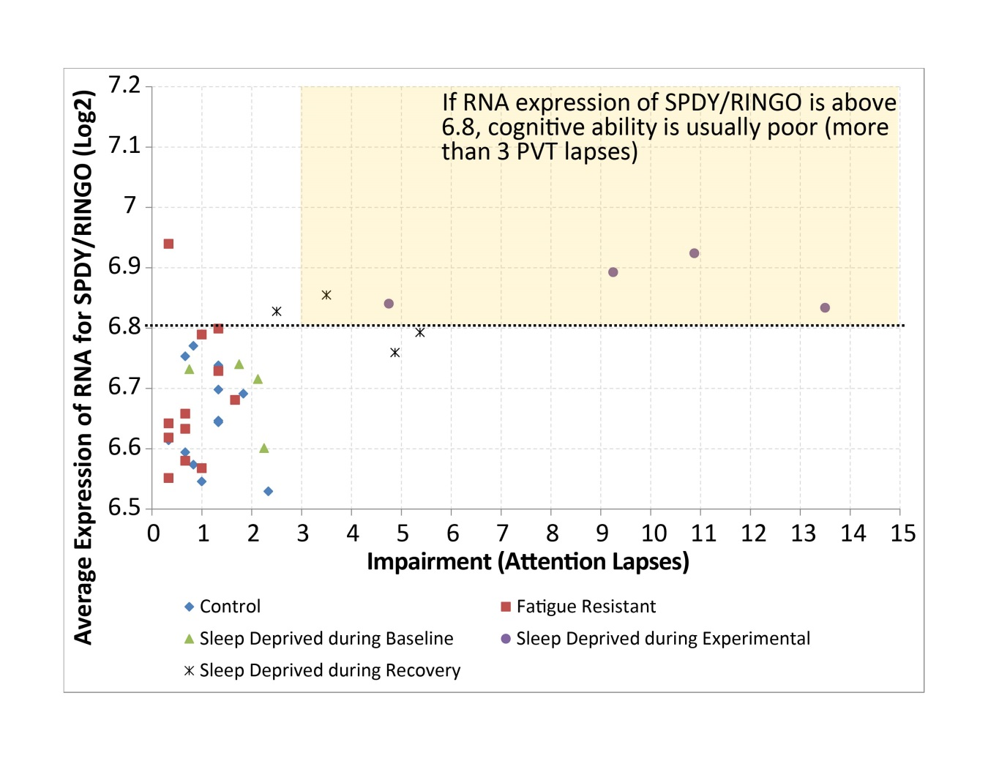 Average Expression of RNA for SPDY/RINGO (Log2)
7.2
7.1
7
6.9
6.8
6.7
6.6
6.5
If RNA expression of SPDY/RINGO is above
6.8, cognitive ability is usually poor (more
than 3 PVT lapses)
0 1 2 3 4 5 6 7 8 9 10 11 12 13 14 15
Impairment (Attention Lapses)
Control
Fatigue Resistant
Sleep Deprived during Baseline
Sleep Deprived during Experimental
Sleep Deprived during Recovery